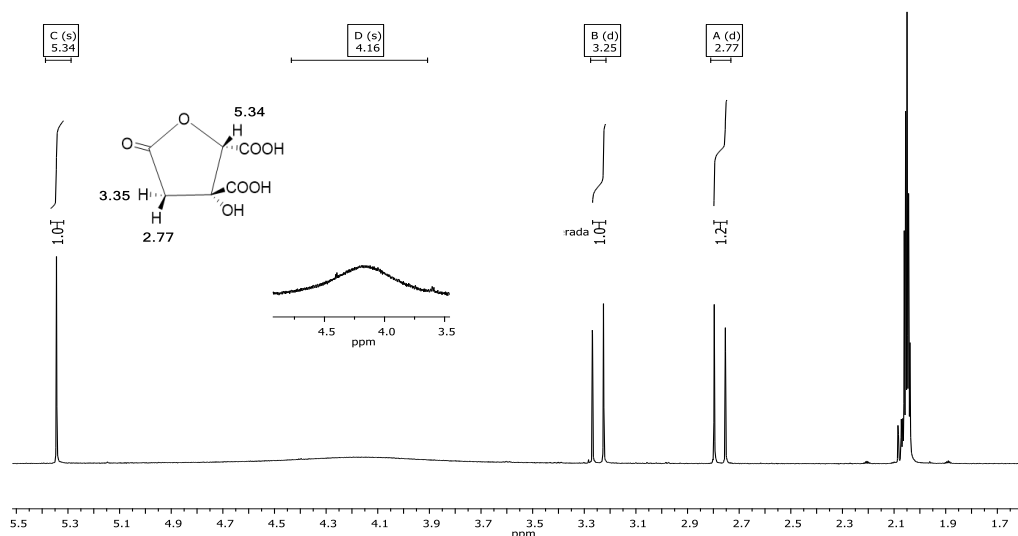 C (s)
5.34
D (s)
4.16
B (d)
3.25
A (d)
2.77
5.34
O
H
O
COOH
3.35 H
COOH
H
OH
2.77
1.0
rada
1.0
1.2
4.5 4.0 3.5
ppm
5.5 5.3 5.1 4.9 4.7 4.5 4.3 4.1 3.9 3.7 3.5 3.3 3.1 2.9 2.7 2.5 2.3 2.1 1.9 1.7
ppm